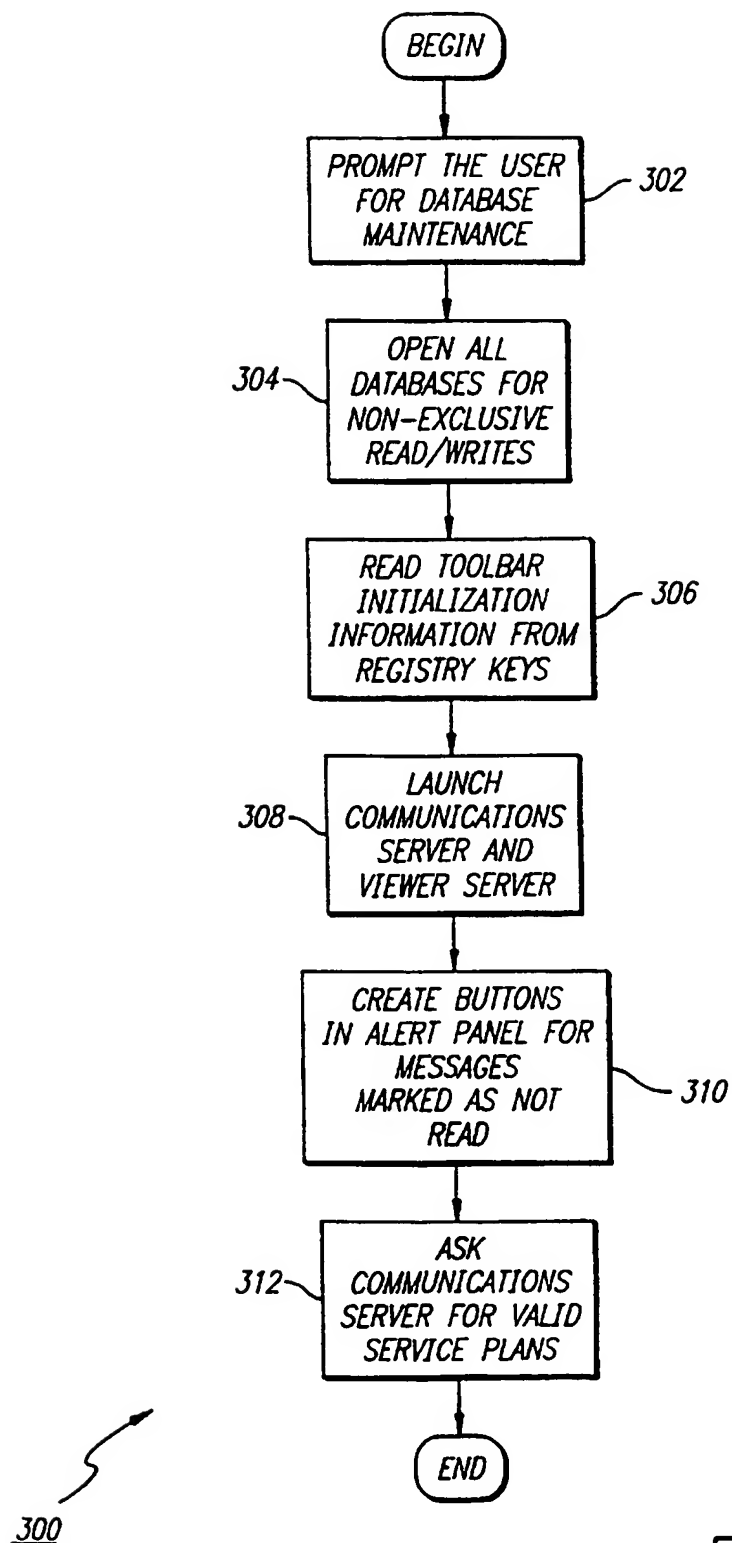 BEGIN
PROMPT THE USER
FOR DATABASE
MAINTENANCE
302
OPEN ALL
DATABASES FOR
NON-EXCLUSIVE
READ/WRITES
304
READ TOOLBAR
INITIALIZATION
INFORMATION FROM
REGISTRY KEYS
306
LAUNCH
COMMUNICATIONS
SERVER AND
VIEWER SERVER
308
CREATE BUTTONS
IN ALERT PANEL FOR
MESSAGES
MARKED AS NOT
READ
310
ASK
COMMUNICATIONS
SERVER FOR VALID
SERVICE PLANS
312
END
300